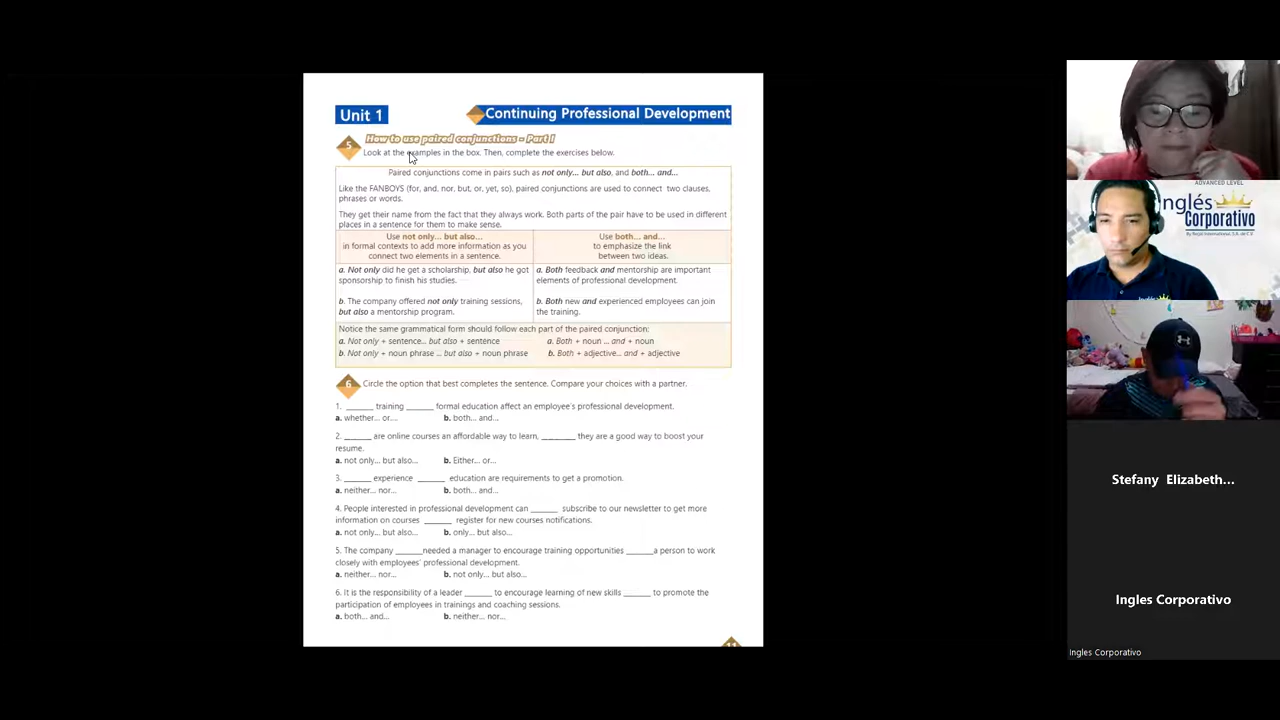 Unit 1
Continuing Professional Development
5
How to use paired conjunctions - Part I
Look at the examples in the box. Then, complete the exercises below.
Paired conjunctions come in pairs such as not only... but also, and both... and...
Like the FANBOYS (for, and, nor, but, or, yet, so), paired conjunctions are used to connect two clauses,
phrases or words.
They get their name from the fact that they always work. Both parts of the pair have to be used in different
places in a sentence for them to make sense.
Use not only... but also...
in formal contexts to add more information as you
connect two elements in a sentence.
Use both... and...
to emphasize the link
between two ideas.
a. Not only did he get a scholarship, but also he got
sponsorship to finish his studies.
b. The company offered not only training sessions,
but also a mentorship program.
a. Both feedback and mentorship are important
elements of professional development.
b. Both new and experienced employees can join
the training.
Notice the same grammatical form should follow each part of the paired conjunction:
a. Not only + sentence... but also + sentence
a. Both + noun ... and + noun
b. Not only + noun phrase ... but also + noun phrase
b. Both + adjective... and + adjective
6
Circle the option that best completes the sentence. Compare your choices with a partner.
1. ______ training ______ formal education affect an employee's professional development.
a. whether... or... b. both... and...
2. ______ are online courses an affordable way to learn, ________ they are a good way to boost your
resume.
a. not only... but also... b. Either... or...
3. ______ experience ______ education are requirements to get a promotion.
a. neither... nor... b. both... and...
4. People interested in professional development can ______ subscribe to our newsletter to get more
information on courses ______ register for new courses notifications.
a. not only... but also... b. only... but also...
5. The company ______needed a manager to encourage training opportunities ______a person to work
closely with employees' professional development.
a. neither... nor... b. not only... but also...
6. It is the responsibility of a leader ______ to encourage learning of new skills ______ to promote the
participation of employees in trainings and coaching sessions.
a. both... and... b. neither... nor...
11
ADVANCED LEVEL
Inglés
Corporativo
Stefany Elizabeth...
Ingles Corporativo
Ingles Corporativo